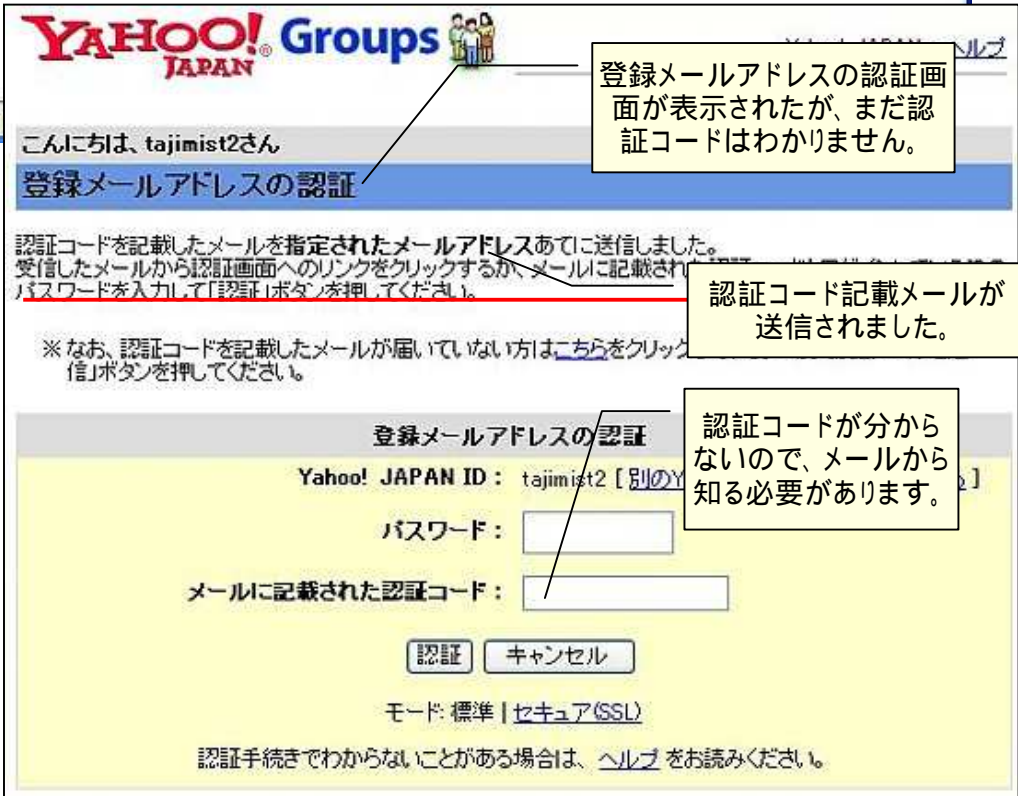 YAHOO! Groups
JAPAN
ヘルプ
登録メールアドレスの認証画
面が表示されたが、まだ認
証コードはわかりません。
こんにちは、tajimist2さん
登録メールアドレスの認証
認証コードを記載したメールを指定されたメールアドレスあてに送信しました。
受信したメールから認証画面へのリンクをクリックするか、メールに記載された
パスワードを入力して「認証」ボタンを押してください。
認証コード記載メールが
送信されました。
※なお、認証コードを記載したメールが届いていない方はこちらをクリック
信」ボタンを押してください。
認証コードが分から
ないので、メールから
知る必要があります。
登録メールアドレスの認証
Yahoo! JAPAN ID： tajimist2 [ 別のY ]
パスワード：
メールに記載された認証コード：
認証 キャンセル
モード: 標準 | セキュア(SSL)
認証手続きでわからないことがある場合は、 ヘルプ をお読みください。